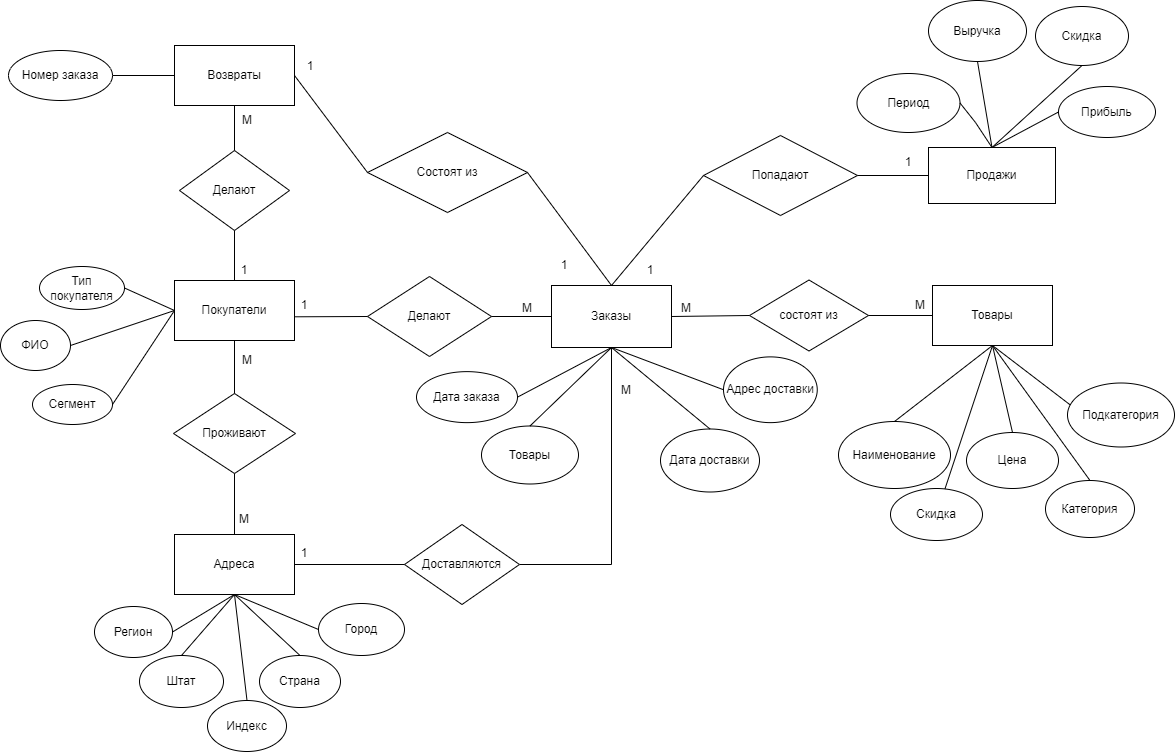 Выручка
Скидка
Номер заказа
Возвраты
1
Период
Прибыль
М
Состоят из
Попадают
1
Продажи
Делают
1
1
1
Тип
покупателя
Покупатели
1
Делают
М
Заказы
М
состоят из
М
Товары
ФИО
М
Сегмент
Дата заказа
М
Адрес доставки
Подкатегория
Проживают
Товары
Дата доставки
Наименование
Цена
М
Скидка
Категория
Адреса
1
Доставляются
Регион
Город
Штат
Страна
Индекс